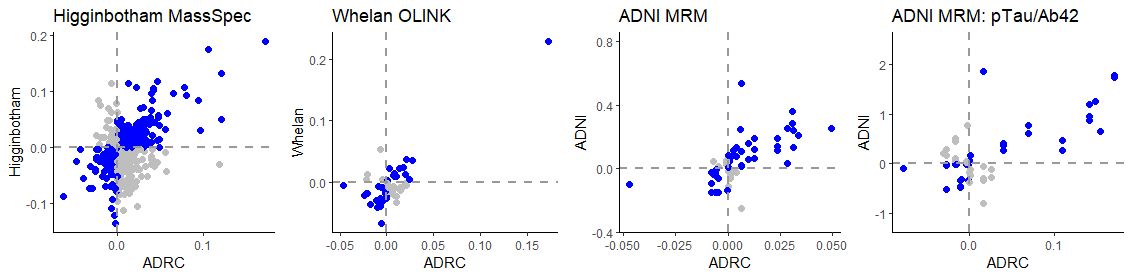 Higginbotham MassSpec
Higginbotham
0.2
0.1
0.0
-0.1
0.0
0.1
ADRC
Whelan OLINK
Whelan
0.2
0.1
0.0
-0.05
0.00
0.05
0.10
0.15
ADRC
ADNI MRM
ADNI
0.8
0.4
0.0
-0.4
-0.050
-0.025
0.000
0.025
0.050
ADRC
ADNI MRM: pTau/Ab42
ADNI
2
1
0
-1
0.0
0.1
ADRC